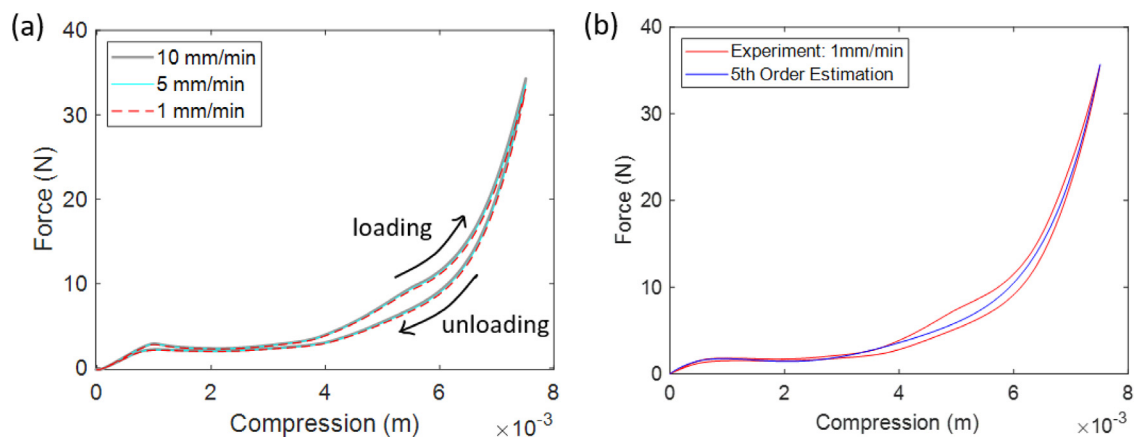 (a)
40
30
20
10
0
Force (N)
10 mm/min
5 mm/min
1 mm/min
loading
unloading
0 2 4 6 8
Compression (m)
×10⁻³
(b)
40
30
20
10
0
Force (N)
Experiment: 1mm/min
5th Order Estimation
0 2 4 6 8
Compression (m)
×10⁻³